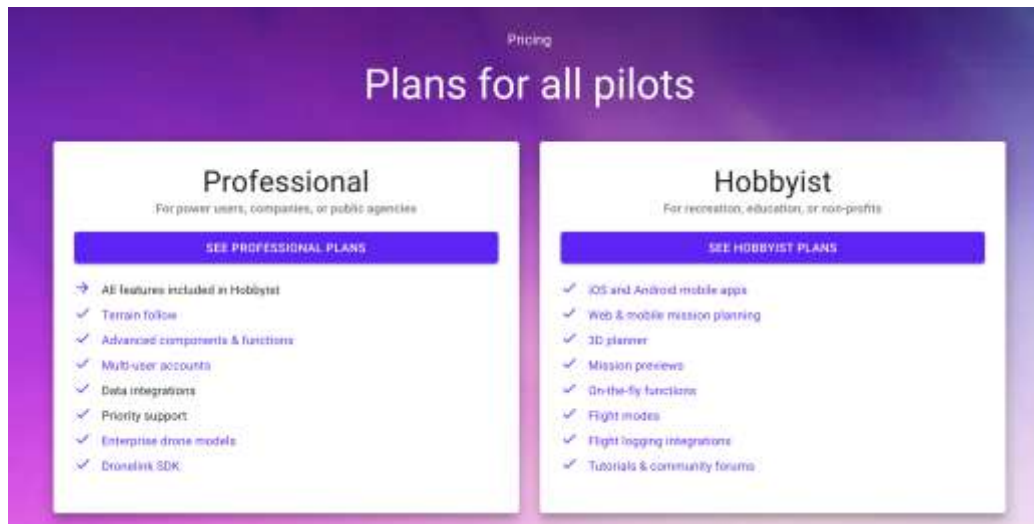 Pricing
Plans for all pilots
Professional
For power users, companies, or public agencies
SEE PROFESSIONAL PLANS
All features included in Hobbyist
Terrain follow
Advanced components & functions
Multi-user accounts
Data integrations
Priority support
Enterprise drone models
Dronelink SDK
Hobbyist
For recreation, education, or non-profits
SEE HOBBYIST PLANS
iOS and Android mobile apps
Web & mobile mission planning
3D planner
Mission previews
On-the-fly functions
Flight modes
Flight logging integrations
Tutorials & community forums